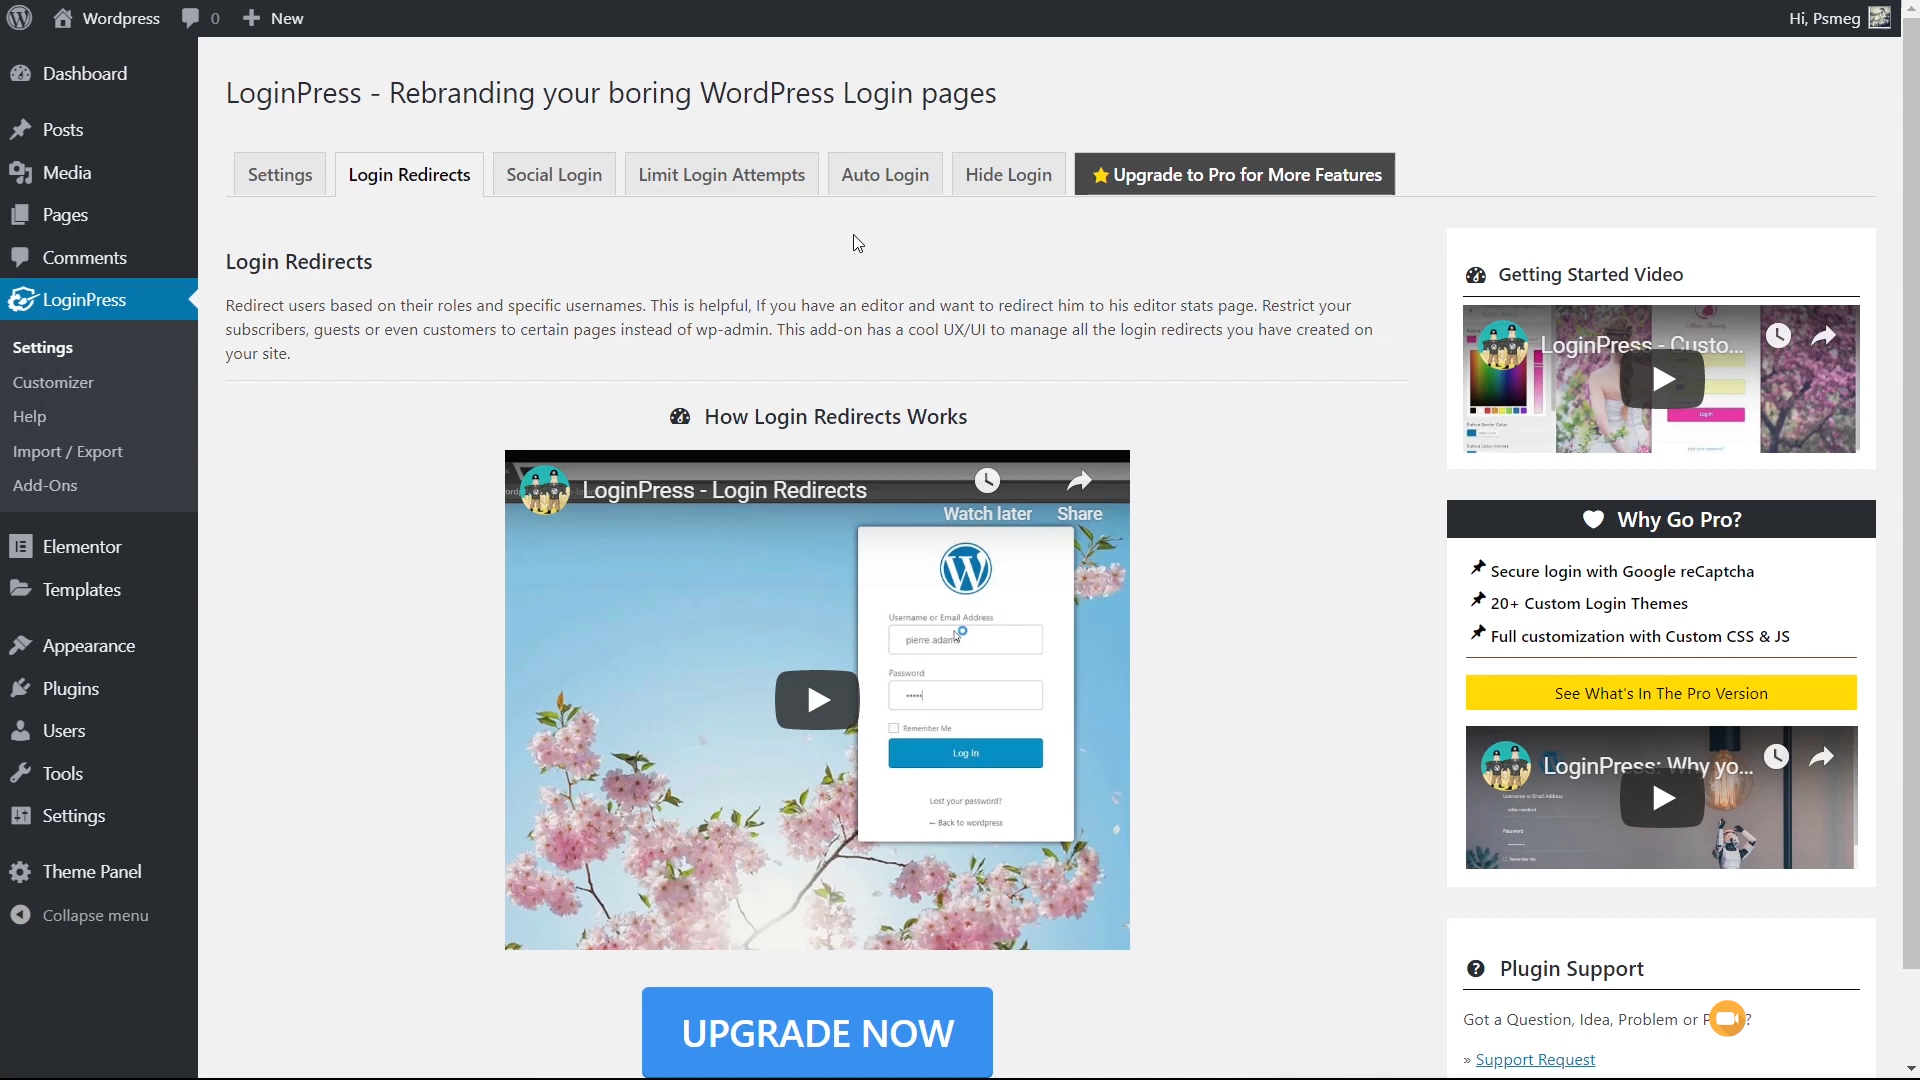 Wordpress
0
New
Hi, Psmeg
Dashboard
Posts
Media
Pages
Comments
LoginPress
Settings
Customizer
Help
Import / Export
Add-Ons
Elementor
Templates
Appearance
Plugins
Users
Tools
Settings
Theme Panel
Collapse menu
LoginPress - Rebranding your boring WordPress Login pages
Settings
Login Redirects
Social Login
Limit Login Attempts
Auto Login
Hide Login
Upgrade to Pro for More Features
Login Redirects
Redirect users based on their roles and specific usernames. This is helpful, If you have an editor and want to redirect him to his editor stats page. Restrict your
subscribers, guests or even customers to certain pages instead of wp-admin. This add-on has a cool UX/UI to manage all the login redirects you have created on
your site.
How Login Redirects Works
LoginPress - Login Redirects
Watch later
Share
Username or Email Address
pierre.adams
Password
Remember Me
Log In
Lost your password?
← Back to wordpress
UPGRADE NOW
Getting Started Video
LoginPress - Custo...
Why Go Pro?
Secure login with Google reCaptcha
20+ Custom Login Themes
Full customization with Custom CSS & JS
See What's In The Pro Version
LoginPress: Why yo...
Username or Email Address
Password
Remember Me
Plugin Support
Got a Question, Idea, Problem or P
?
» Support Request